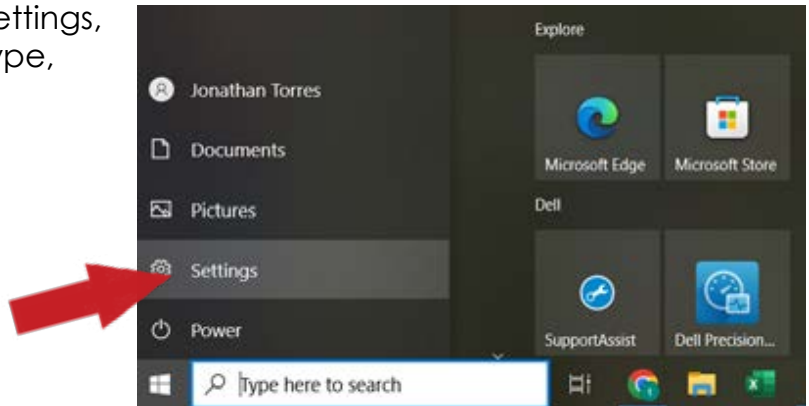 ettings,
ype,
Explore
Jonathan Torres
Documents
Microsoft Edge Microsoft Store
Pictures
Dell
Settings
Power
SupportAssist Dell Precision...
Type here to search